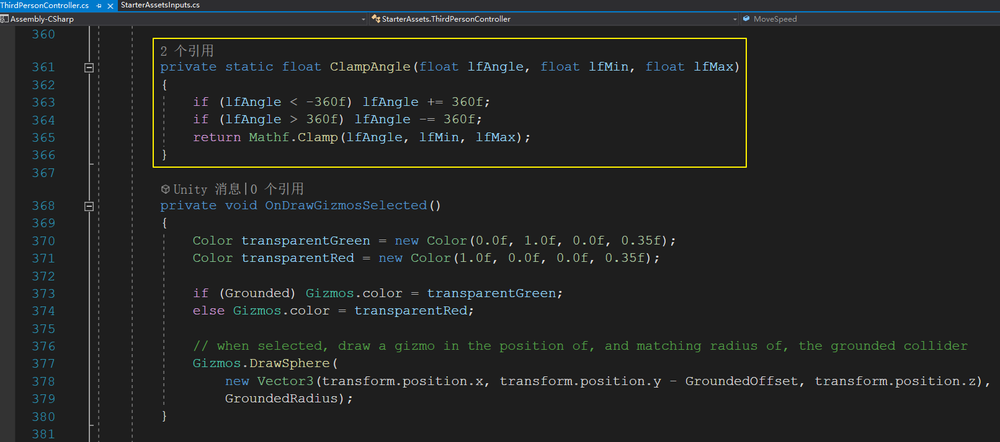 ThirdPersonController.cs StarterAssetsInputs.cs
Assembly-CSharp StarterAssets.ThirdPersonController MoveSpeed
360
2 个引用
361 private static float ClampAngle(float lfAngle, float lfMin, float lfMax)
362 {
363 if (lfAngle < -360f) lfAngle += 360f;
364 if (lfAngle > 360f) lfAngle -= 360f;
365 return Mathf.Clamp(lfAngle, lfMin, lfMax);
366 }
367
Unity 消息|0 个引用
368 private void OnDrawGizmosSelected()
369 {
370 Color transparentGreen = new Color(0.0f, 1.0f, 0.0f, 0.35f);
371 Color transparentRed = new Color(1.0f, 0.0f, 0.0f, 0.35f);
372
373 if (Grounded) Gizmos.color = transparentGreen;
374 else Gizmos.color = transparentRed;
375
376 // when selected, draw a gizmo in the position of, and matching radius of, the grounded collider
377 Gizmos.DrawSphere(
378 new Vector3(transform.position.x, transform.position.y - GroundedOffset, transform.position.z),
379 GroundedRadius);
380 }
381